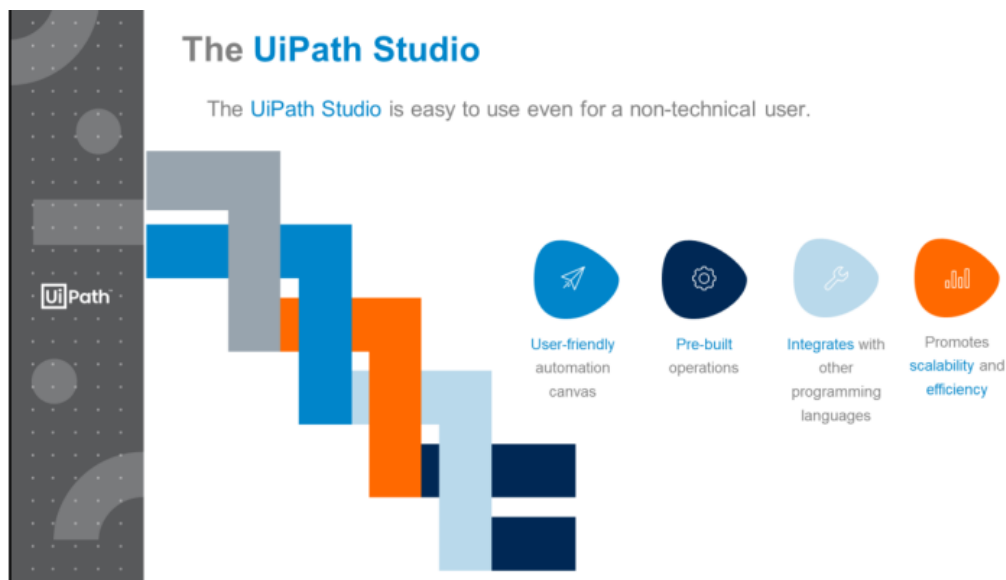 The UiPath Studio
The UiPath Studio is easy to use even for a non-technical user.
UiPath
User-friendly
automation
canvas
Pre-built
operations
Integrates with
other
programming
languages
Promotes
scalability and
efficiency